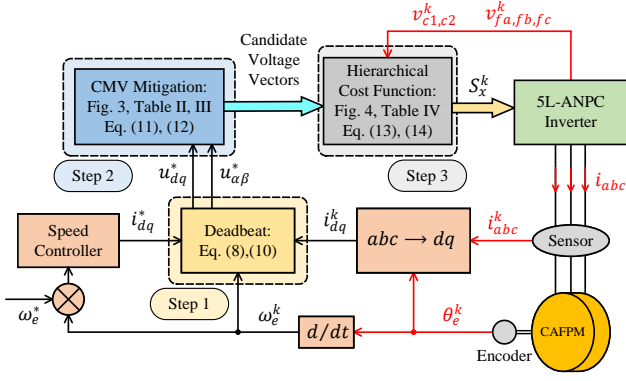 v_{c1,c2}^k
v_{fa,fb,fc}^k
Candidate
Voltage
Vectors
CMV Mitigation:
Fig. 3, Table II, III
Eq. (11), (12)
Hierarchical
Cost Function:
Fig. 4, Table IV
Eq. (13), (14)
S_x^k
5L-ANPC
Inverter
Step 2
Step 3
u_{dq}^*
u_{αβ}^*
i_{abc}
Speed
Controller
i_{dq}^*
Deadbeat:
Eq. (8),(10)
i_{dq}^k
abc → dq
i_{abc}^k
Sensor
Step 1
ω_e^*
ω_e^k
d/dt
θ_e^k
Encoder
CAFPM